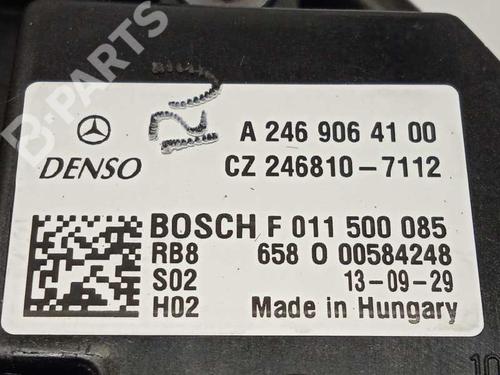 B-PARTS
A 246 906 41 00
DENSO CZ 246810-7112
BOSCH F 011 500 085
RB8 658 O 00584248
S02 13-09-29
H02 Made in Hungary
10